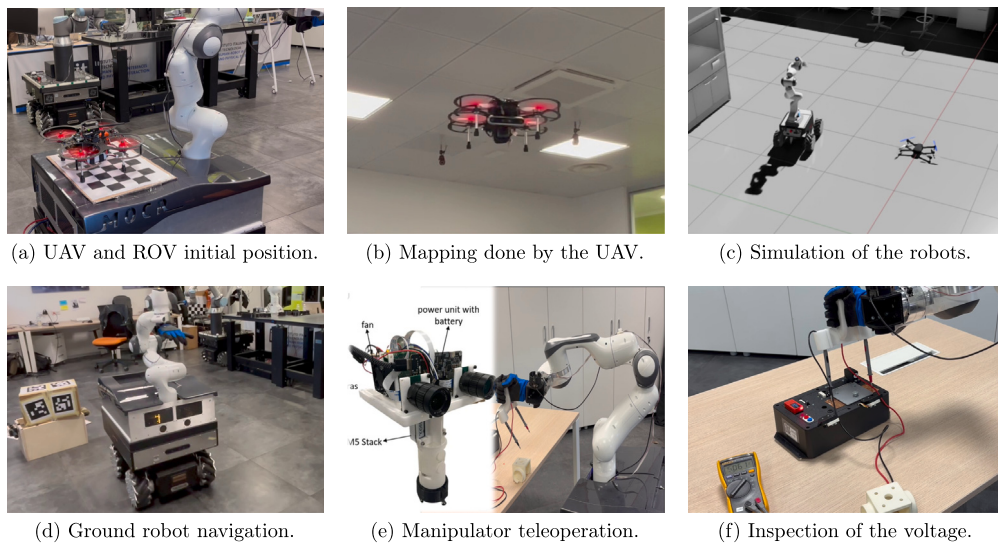 MOCA
(a) UAV and ROV initial position.
(b) Mapping done by the UAV.
(c) Simulation of the robots.
fan
power unit with
battery
M5 Stack
(d) Ground robot navigation.
(e) Manipulator teleoperation.
(f) Inspection of the voltage.